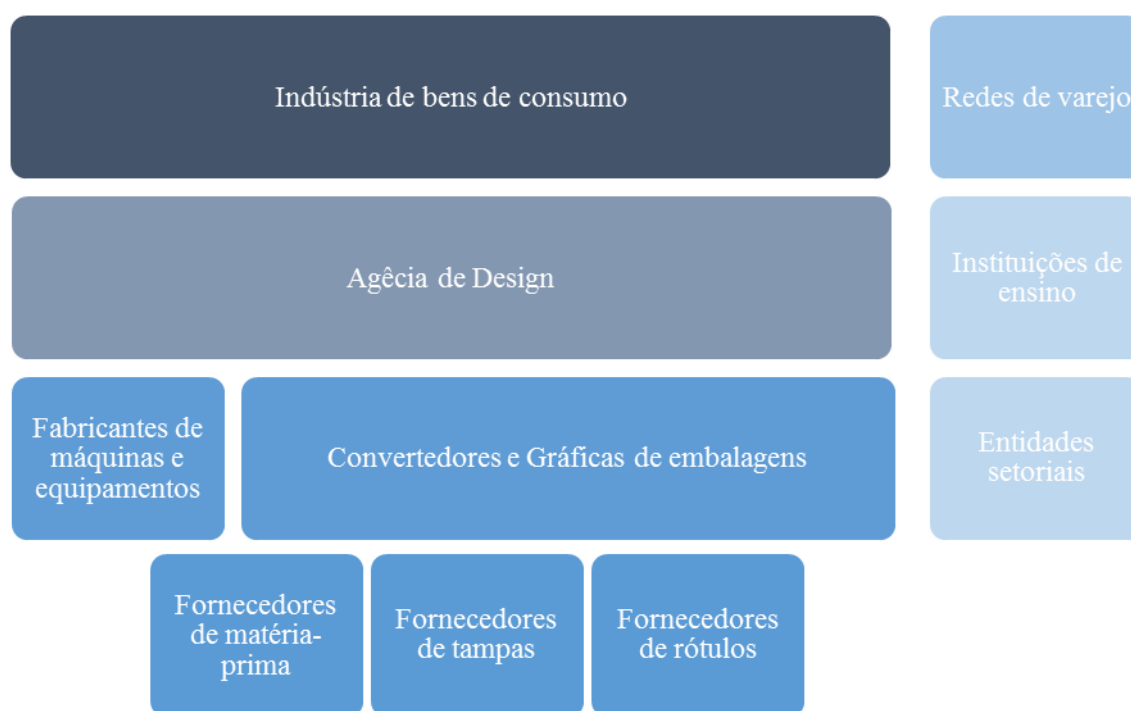 Indústria de bens de consumo
Redes de varejo
Agêcia de Design
Instituições de
ensino
Fabricantes de
máquinas e
equipamentos
Convertedores e Gráficas de embalagens
Entidades
setoriais
Fornecedores
de matéria-
prima
Fornecedores
de tampas
Fornecedores
de rótulos